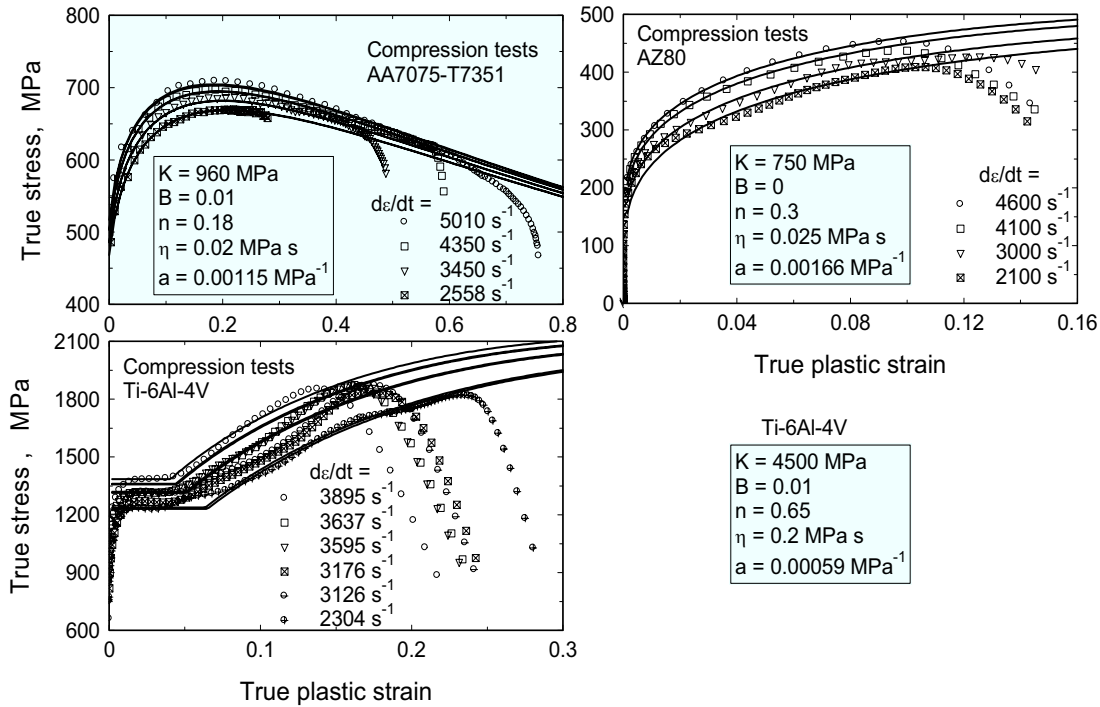 Compression tests
AA7075-T7351
True stress, MPa
800
700
600
500
400
0
0.2
0.4
0.6
0.8
K = 960 MPa
B = 0.01
n = 0.18
η = 0.02 MPa s
a = 0.00115 MPa⁻¹
dε/dt =
5010 s⁻¹
4350 s⁻¹
3450 s⁻¹
2558 s⁻¹
Compression tests
AZ80
500
400
300
200
100
0
0
0.04
0.08
0.12
0.16
True plastic strain
K = 750 MPa
B = 0
n = 0.3
η = 0.025 MPa s
a = 0.00166 MPa⁻¹
dε/dt =
4600 s⁻¹
4100 s⁻¹
3000 s⁻¹
2100 s⁻¹
Compression tests
Ti-6Al-4V
True stress , MPa
2100
1800
1500
1200
900
600
0
0.1
0.2
0.3
True plastic strain
dε/dt =
3895 s⁻¹
3637 s⁻¹
3595 s⁻¹
3176 s⁻¹
3126 s⁻¹
2304 s⁻¹
Ti-6Al-4V
K = 4500 MPa
B = 0.01
n = 0.65
η = 0.2 MPa s
a = 0.00059 MPa⁻¹